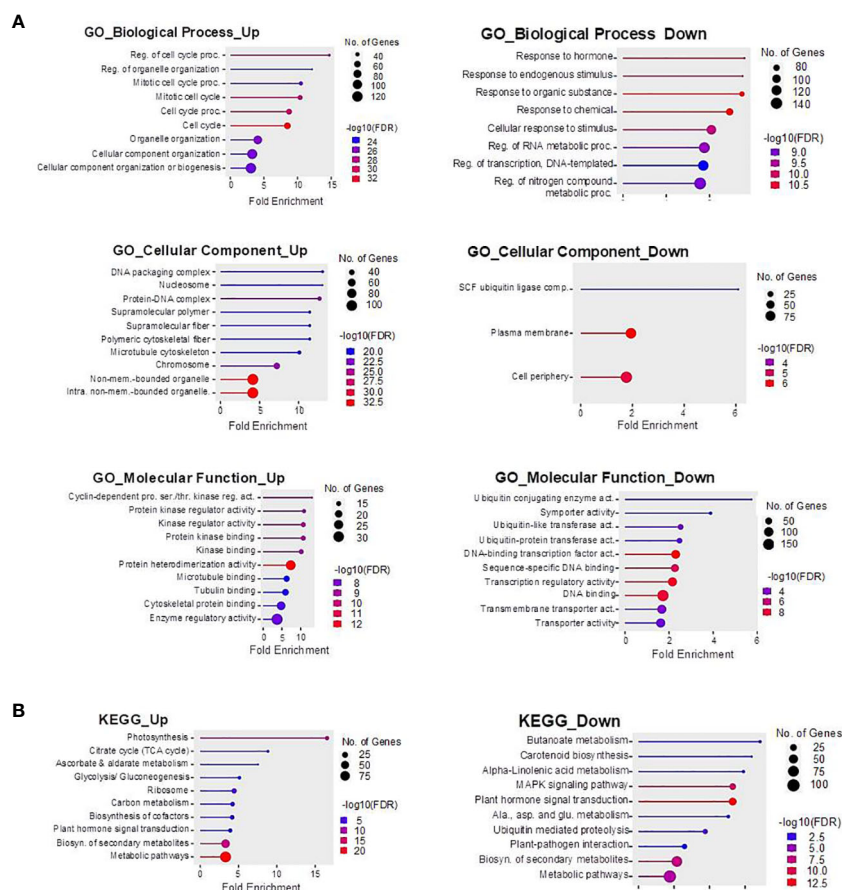 A
GO_Biological Process_Up
Reg. of cell cycle proc.
Reg. of organelle organization
Mitotic cell cycle proc.
Mitotic cell cycle
Cell cycle proc.
Cell cycle
Organelle organization
Cellular component organization
Cellular component organization or biogenesis
0 5 10 15
Fold Enrichment
No. of Genes
40
60
80
100
120
-log10(FDR)
24
26
28
30
32
GO_Biological Process_Down
Response to hormone
Response to endogenous stimulus
Response to organic substance
Response to chemical
Cellular response to stimulus
Reg. of RNA metabolic proc.
Reg. of transcription, DNA-templated
Reg. of nitrogen compound
metabolic proc.
Fold Enrichment
No. of Genes
80
100
120
140
-log10(FDR)
9.0
9.5
10.0
10.5
GO_Cellular Component_Up
DNA packaging complex
Nucleosome
Protein-DNA complex
Supramolecular polymer
Supramolecular fiber
Polymeric cytoskeletal fiber
Microtubule cytoskeleton
Chromosome
Non-mem.-bounded organelle
Intra. non-mem.-bounded organelle.
0 5 10
Fold Enrichment
No. of Genes
40
60
80
100
-log10(FDR)
20.0
22.5
25.0
27.5
30.0
32.5
GO_Cellular Component_Down
SCF ubiquitin ligase comp.
Plasma membrane
Cell periphery
0 2 4 6
Fold Enrichment
No. of Genes
25
50
75
-log10(FDR)
4
5
6
GO_Molecular Function_Up
Cyclin-dependent pro. ser./thr. kinase reg. act.
Protein kinase regulator activity
Kinase regulator activity
Protein kinase binding
Kinase binding
Protein heterodimerization activity
Microtubule binding
Tubulin binding
Cytoskeletal protein binding
Enzyme regulatory activity
0 5 10
Fold Enrichment
No. of Genes
15
20
25
30
-log10(FDR)
8
9
10
11
12
GO_Molecular Function_Down
Ubiquitin conjugating enzyme act.
Symporter activity
Ubiquitin-like transferase act.
Ubiquitin-protein transferase act.
DNA-binding transcription factor act.
Sequence-specific DNA binding
Transcription regulatory activity
DNA binding
Transmembrane transporter act.
Transporter activity
0 2 4 6
Fold Enrichment
No. of Genes
50
100
150
-log10(FDR)
4
6
8
B
KEGG_Up
Photosynthesis
Citrate cycle (TCA cycle)
Ascorbate & aldarate metabolism
Glycolysis/ Gluconeogenesis
Ribosome
Carbon metabolism
Biosynthesis of cofactors
Plant hormone signal transduction
Biosyn. of secondary metabolites
Metabolic pathways
0 5 10 15
Fold Enrichment
No. of Genes
25
50
75
-log10(FDR)
5
10
15
20
KEGG_Down
Butanoate metabolism
Carotenoid biosynthesis
Alpha-Linolenic acid metabolism
MAPK signaling pathway
Plant hormone signal transduction
Ala., asp. and glu. metabolism
Ubiquitin mediated proteolysis
Plant-pathogen interaction
Biosyn. of secondary metabolites
Metabolic pathways
Fold Enrichment
No. of Genes
25
50
75
100
-log10(FDR)
2.5
5.0
7.5
10.0
12.5